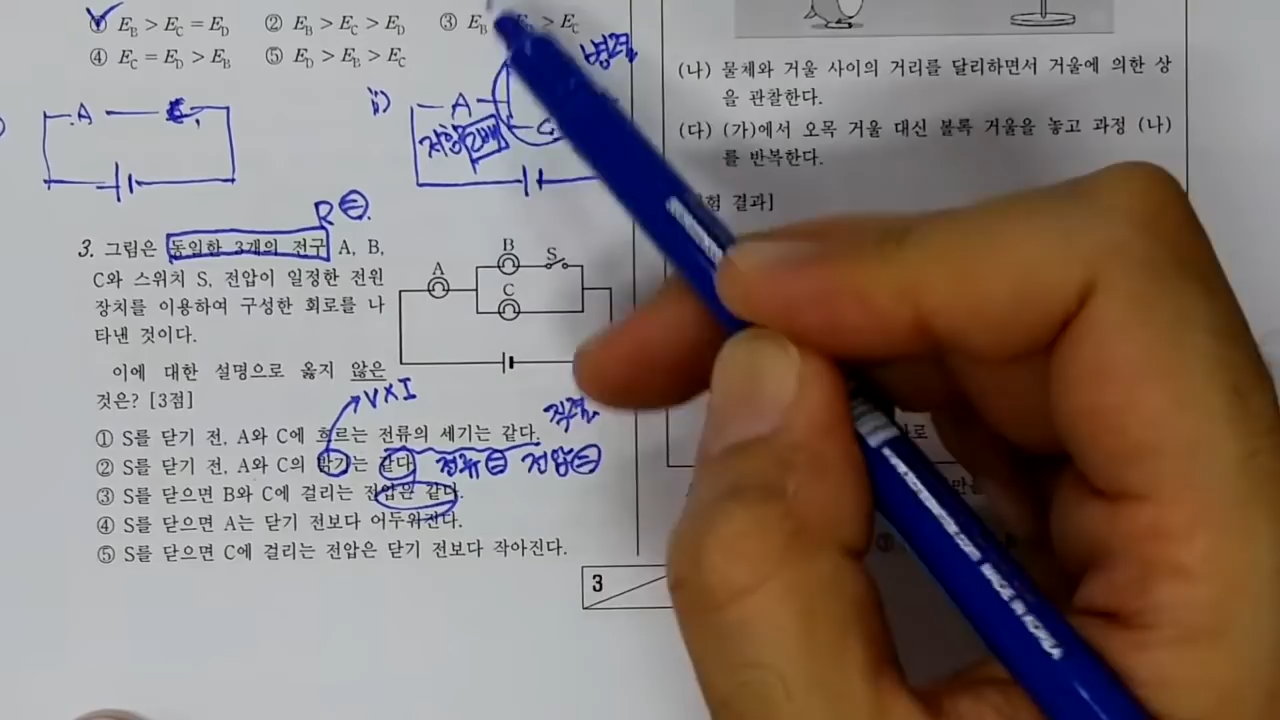 ① E_B > E_C = E_D ② E_B > E_C > E_D ③ E_B > E_C
④ E_C = E_D > E_B ⑤ E_D > E_B > E_C
병렬
A
ii)
A
저항 2배
C
R ㊀.
3. 그림은 동일한 3개의 전구 A, B,
C와 스위치 S, 전압이 일정한 전원
장치를 이용하여 구성한 회로를 나
타낸 것이다.
A
B
S
C
이에 대한 설명으로 옳지 않은
것은? [3점]
V×I
직렬
① S를 닫기 전, A와 C에 흐르는 전류의 세기는 같다.
② S를 닫기 전, A와 C의 밝기는 같다. 전류㊀ 전압㊀
③ S를 닫으면 B와 C에 걸리는 전압은 같다.
④ S를 닫으면 A는 닫기 전보다 어두워진다.
⑤ S를 닫으면 C에 걸리는 전압은 닫기 전보다 작아진다.
3
(나) 물체와 거울 사이의 거리를 달리하면서 거울에 의한 상
을 관찰한다.
(다) (가)에서 오목 거울 대신 볼록 거울을 놓고 과정 (나)
를 반복한다.
결과]
MADE IN KOREA